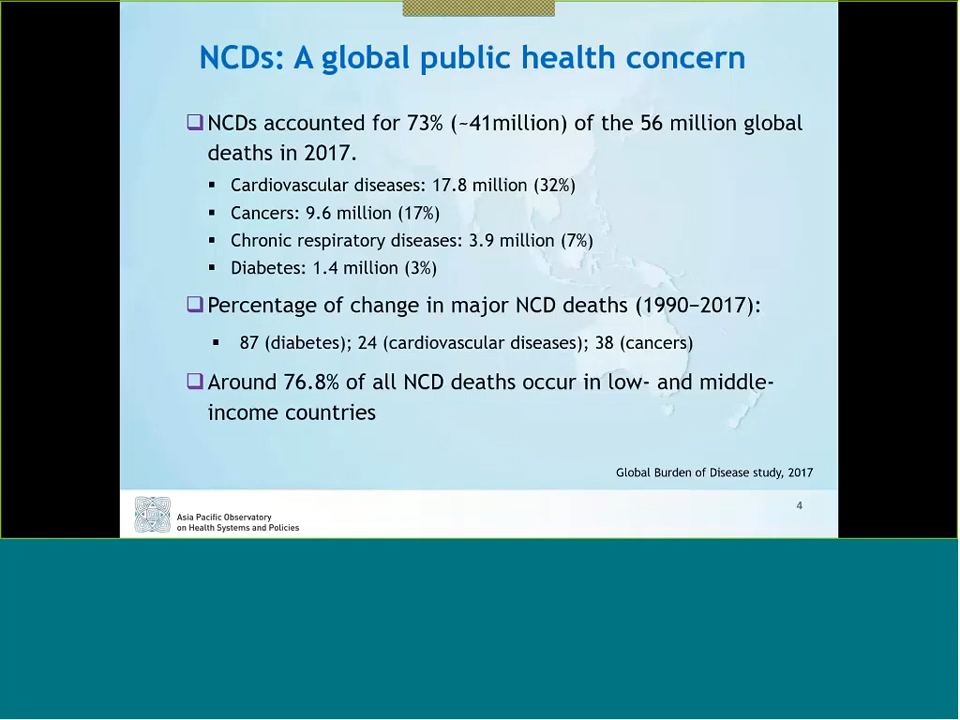 NCDs: A global public health concern
NCDs accounted for 73% (~41million) of the 56 million global
deaths in 2017.
Cardiovascular diseases: 17.8 million (32%)
Cancers: 9.6 million (17%)
Chronic respiratory diseases: 3.9 million (7%)
Diabetes: 1.4 million (3%)
Percentage of change in major NCD deaths (1990–2017):
87 (diabetes); 24 (cardiovascular diseases); 38 (cancers)
Around 76.8% of all NCD deaths occur in low- and middle-
income countries
Global Burden of Disease study, 2017
4
Asia Pacific Observatory
on Health Systems and Policies